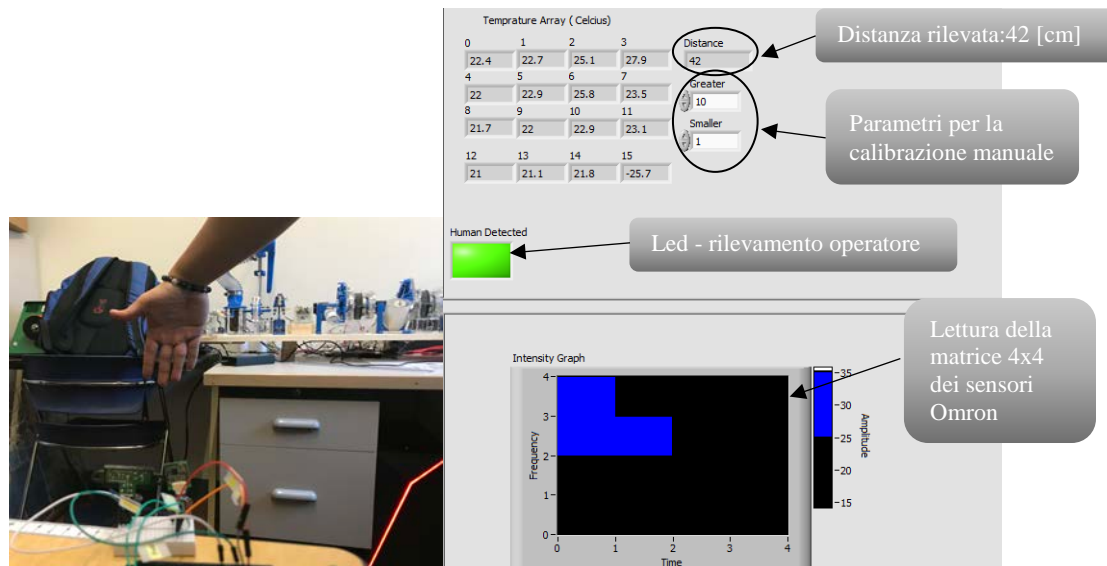 Temprature Array ( Celcius)
0 1 2 3
22.4 22.7 25.1 27.9
4 5 6 7
22 22.9 25.8 23.5
8 9 10 11
21.7 22 22.9 23.1
12 13 14 15
21 21.1 21.8 -25.7
Distance
42
Greater
10
Smaller
1
Distanza rilevata:42 [cm]
Parametri per la
calibrazione manuale
Human Detected
Led - rilevamento operatore
Lettura della
matrice 4x4
dei sensori
Omron
Intensity Graph
4
3
2
1
0
Frequency
0 1 2 3 4
Time
35
30
25
20
15
Amplitude